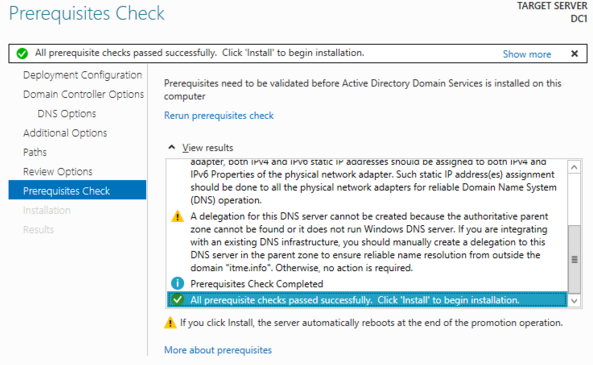 Prerequisites Check
TARGET SERVER
DC1
All prerequisite checks passed successfully. Click 'Install' to begin installation.
Show more
Deployment Configuration
Domain Controller Options
DNS Options
Additional Options
Paths
Review Options
Prerequisites Check
Installation
Results
Prerequisites need to be validated before Active Directory Domain Services is installed on this
computer
Rerun prerequisites check
View results
adapter, both IPv4 and IPv6 static IP addresses should be assigned to both IPv4 and
IPv6 Properties of the physical network adapter. Such static IP address(es) assignment
should be done to all the physical network adapters for reliable Domain Name System
(DNS) operation.
A delegation for this DNS server cannot be created because the authoritative parent
zone cannot be found or it does not run Windows DNS server. If you are integrating
with an existing DNS infrastructure, you should manually create a delegation to this
DNS server in the parent zone to ensure reliable name resolution from outside the
domain "itme.info". Otherwise, no action is required.
Prerequisites Check Completed
All prerequisite checks passed successfully. Click 'Install' to begin installation.
If you click Install, the server automatically reboots at the end of the promotion operation.
More about prerequisites